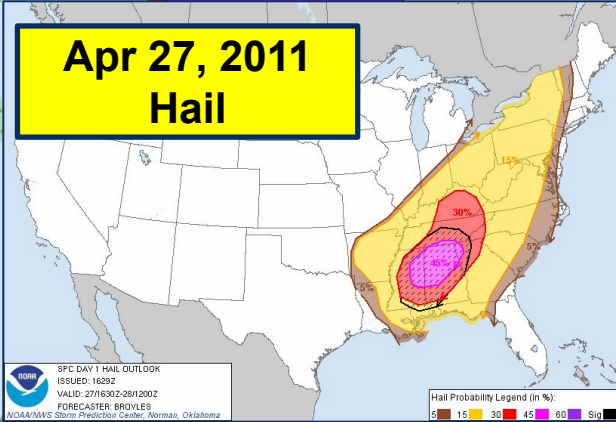 Apr 27, 2011
Hail
15%
30%
45%
5%
5%
NOAA
SPC DAY 1 HAIL OUTLOOK
ISSUED: 1629Z
VALID: 27/1630Z-28/1200Z
FORECASTER: BROYLES
NOAA/NWS Storm Prediction Center, Norman, Oklahoma
Hail Probability Legend (in %):
5 15 30 45 60 Sig